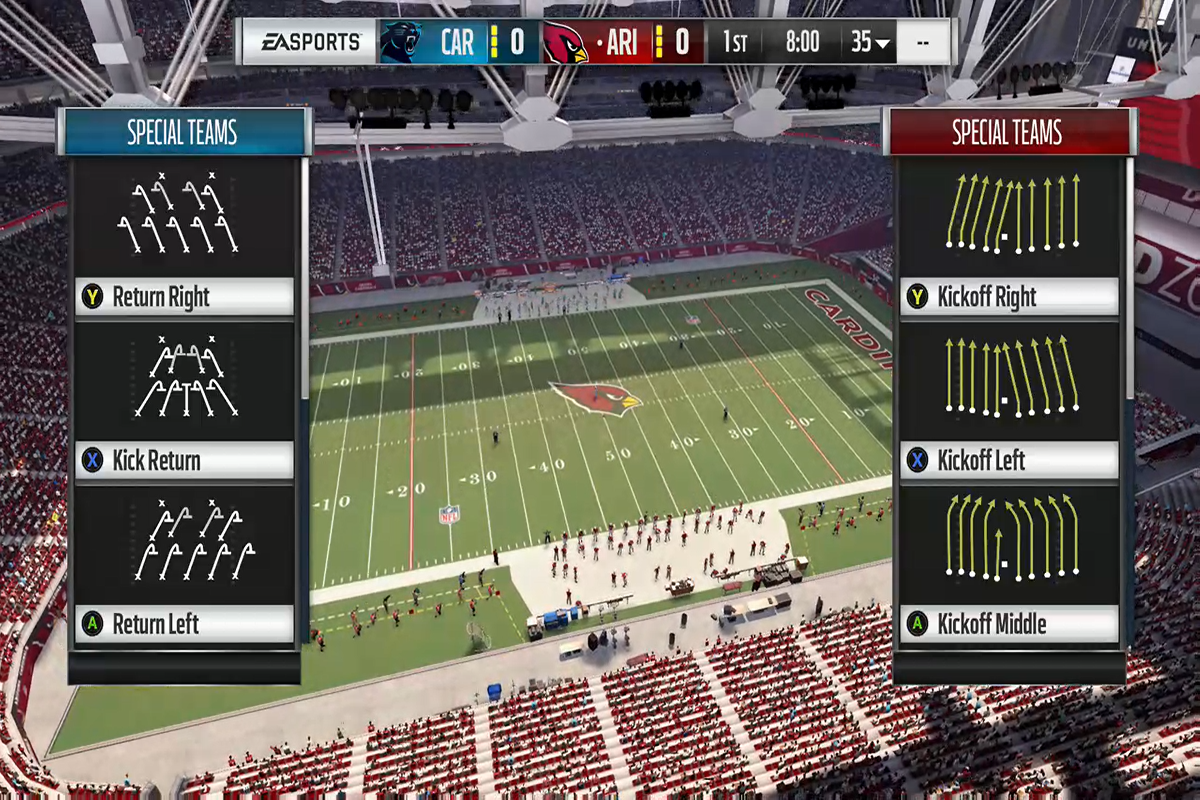 EA SPORTS
CAR 0 ARI 0 1ST 8:00 35 --
SPECIAL TEAMS
Y Return Right
X Kick Return
A Return Left
SPECIAL TEAMS
Y Kickoff Right
X Kickoff Left
A Kickoff Middle
NFL
-10 -20 -30 -40 50 40- 30- 20- 10-